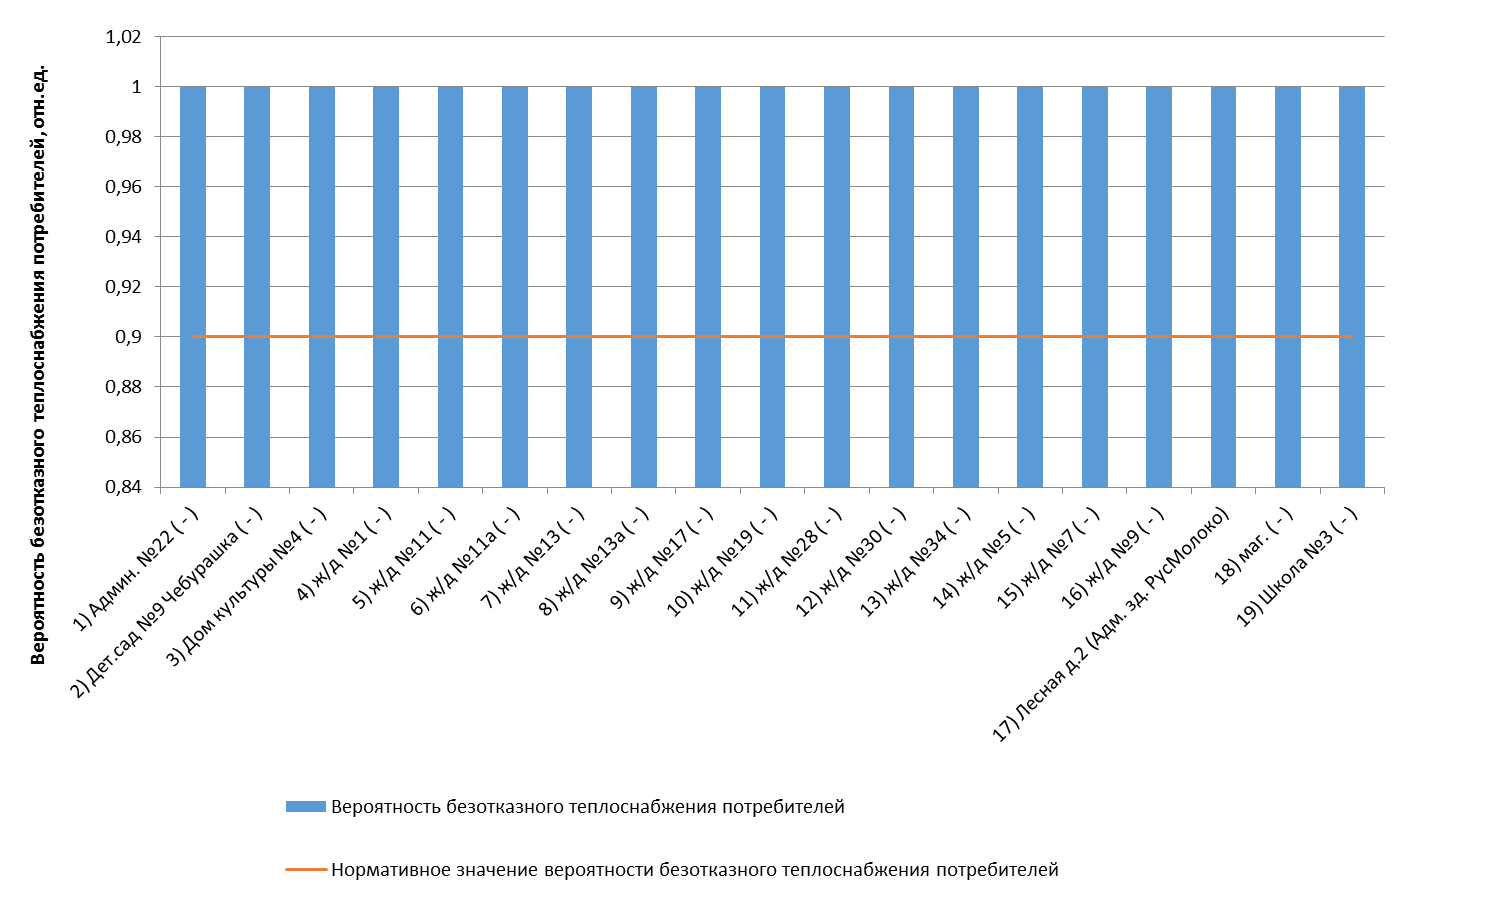 Вероятность безотказного теплоснабжения потребителей, отн.ед.
1,02
1
0,98
0,96
0,94
0,92
0,9
0,88
0,86
0,84
1) Админ. №22 ( - )
2) Дет.сад №9 Чебурашка ( - )
3) Дом культуры №4 ( - )
4) ж/д №1 ( - )
5) ж/д №11 ( - )
6) ж/д №11а ( - )
7) ж/д №13 ( - )
8) ж/д №13а ( - )
9) ж/д №17 ( - )
10) ж/д №19 ( - )
11) ж/д №28 ( - )
12) ж/д №30 ( - )
13) ж/д №34 ( - )
14) ж/д №5 ( - )
15) ж/д №7 ( - )
16) ж/д №9 ( - )
17) Лесная д.2 (Адм. зд. РусМолоко)
18) маг. ( - )
19) Школа №3 ( - )
Вероятность безотказного теплоснабжения потребителей
Нормативное значение вероятности безотказного теплоснабжения потребителей